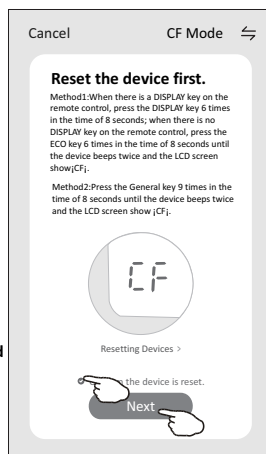 Cancel CF Mode
Reset the device first.
Method1:When there is a DISPLAY key on the
remote control, press the DISPLAY key 6 times
in the time of 8 seconds; when there is no
DISPLAY key on the remote control, press the
ECO key 6 times in the time of 8 seconds until
the device beeps twice and the LCD screen
show¡CF¡.
Method2:Press the General key 9 times in the
time of 8 seconds until the device beeps twice
and the LCD screen show ¡CF¡.
CF
Resetting Devices >
the device is reset.
Next